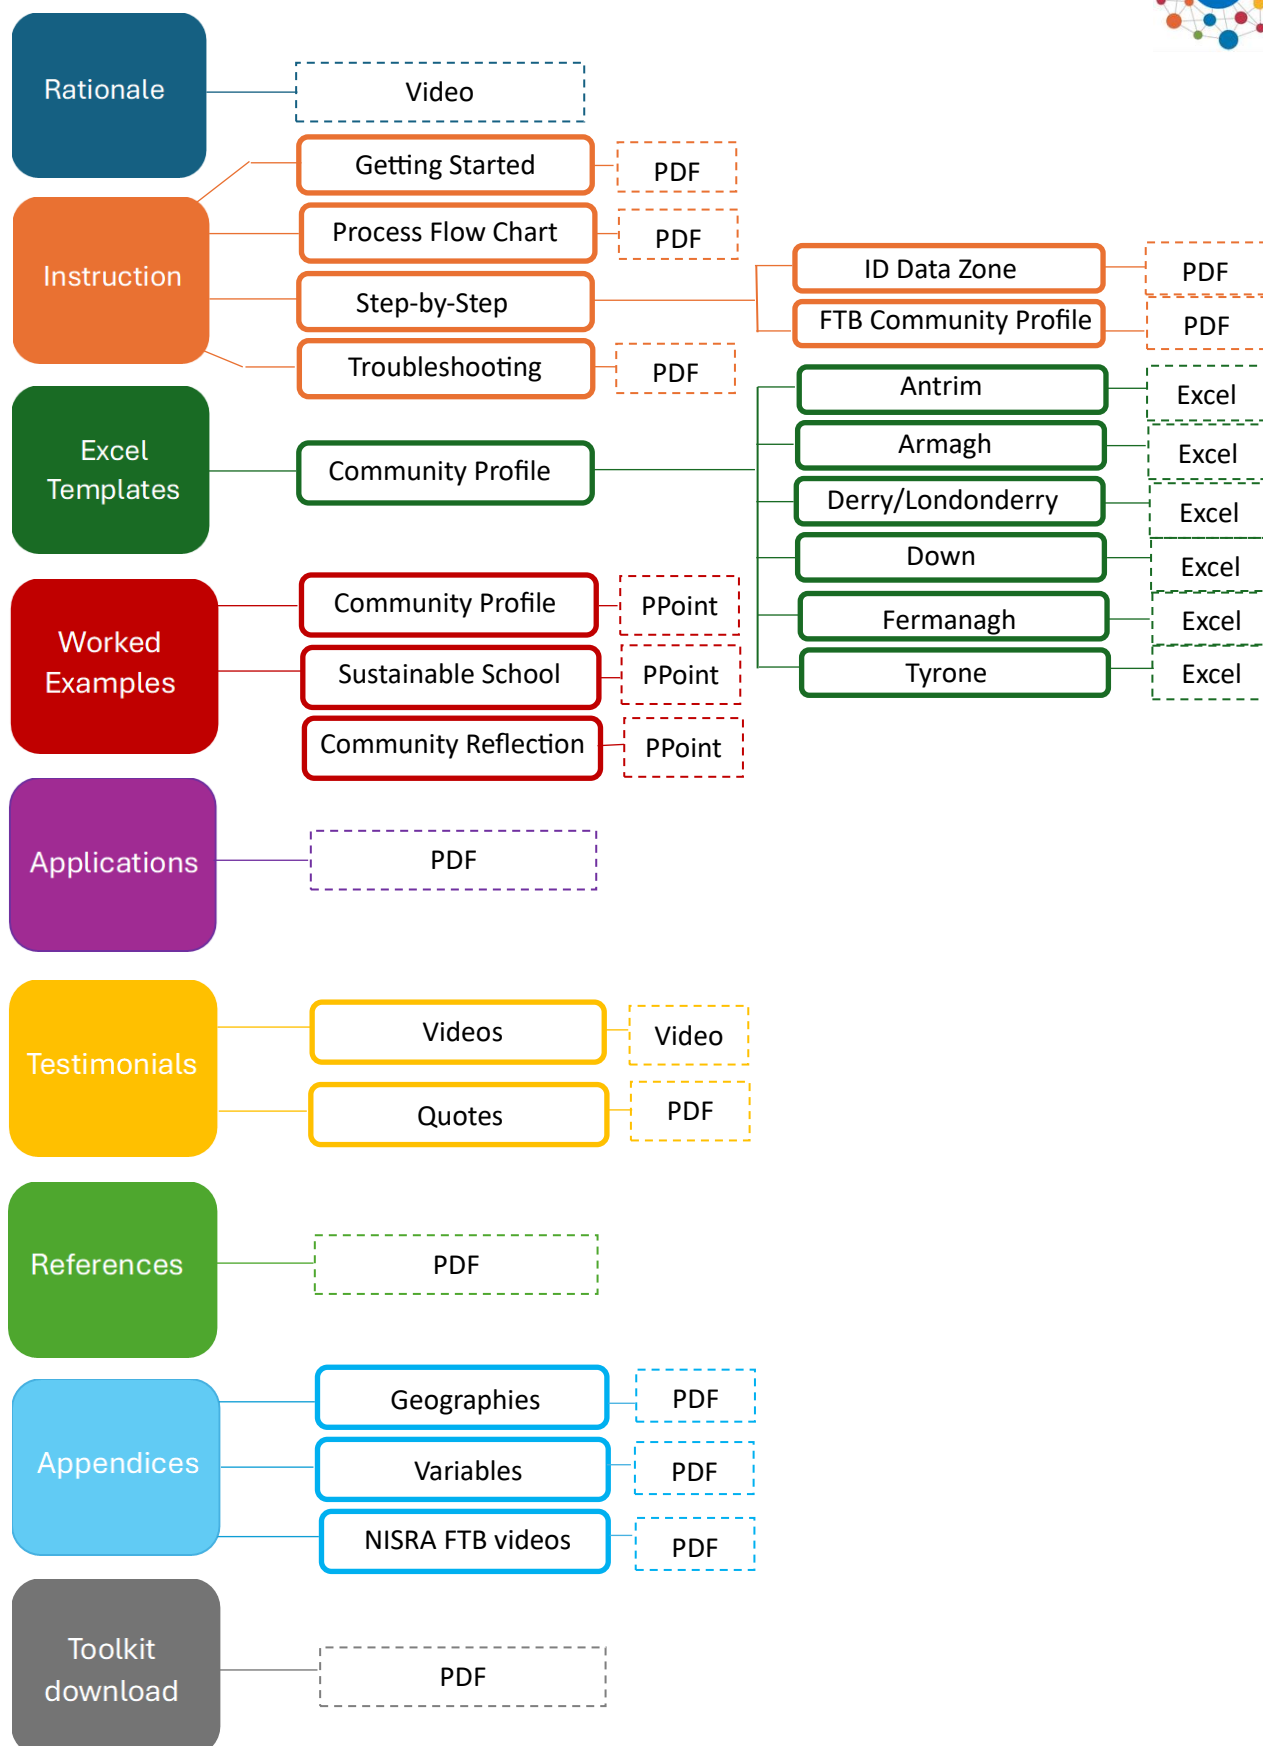 Rationale
Video
Instruction
Getting Started
PDF
Process Flow Chart
PDF
Step-by-Step
ID Data Zone
PDF
FTB Community Profile
PDF
Troubleshooting
PDF
Excel
Templates
Community Profile
Antrim
Excel
Armagh
Excel
Derry/Londonderry
Excel
Down
Excel
Fermanagh
Excel
Tyrone
Excel
Worked
Examples
Community Profile
PPoint
Sustainable School
PPoint
Community Reflection
PPoint
Applications
PDF
Testimonials
Videos
Video
Quotes
PDF
References
PDF
Appendices
Geographies
PDF
Variables
PDF
NISRA FTB videos
PDF
Toolkit
download
PDF